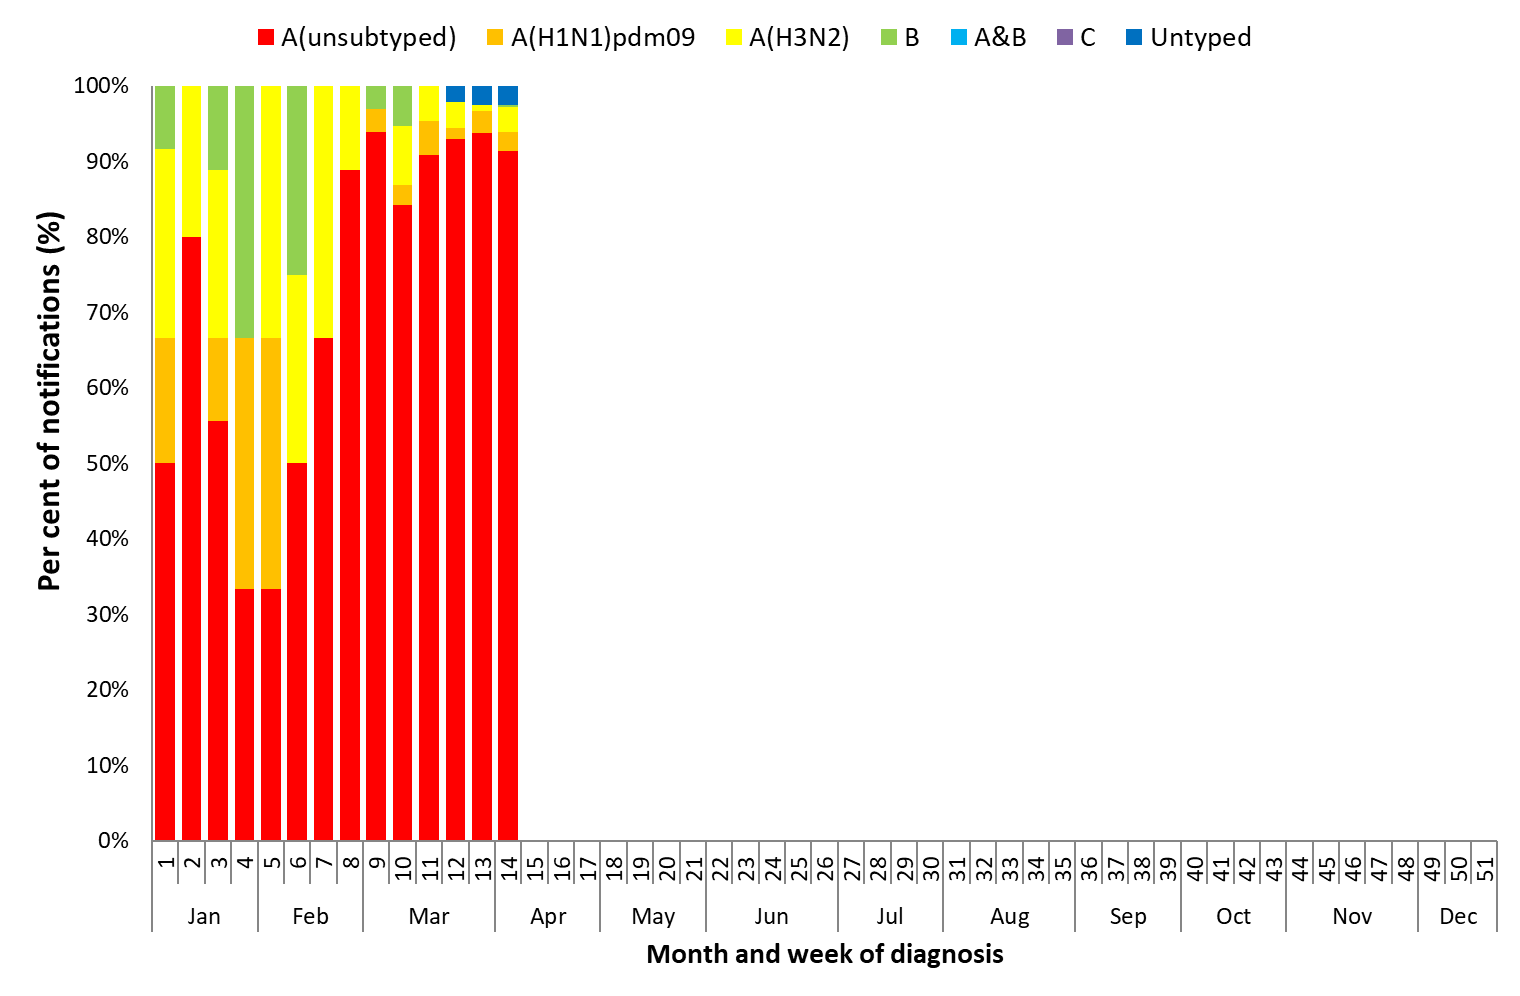 A(unsubtyped) A(H1N1)pdm09 A(H3N2) B A&B C Untyped
100%
90%
80%
70%
60%
50%
40%
30%
20%
10%
0%
Per cent of notifications (%)
1 2 3 4 5 6 7 8 9 10 11 12 13 14 15 16 17 18 19 20 21 22 23 24 25 26 27 28 29 30 31 32 33 34 35 36 37 38 39 40 41 42 43 44 45 46 47 48 49 50 51
Jan Feb Mar Apr May Jun Jul Aug Sep Oct Nov Dec
Month and week of diagnosis